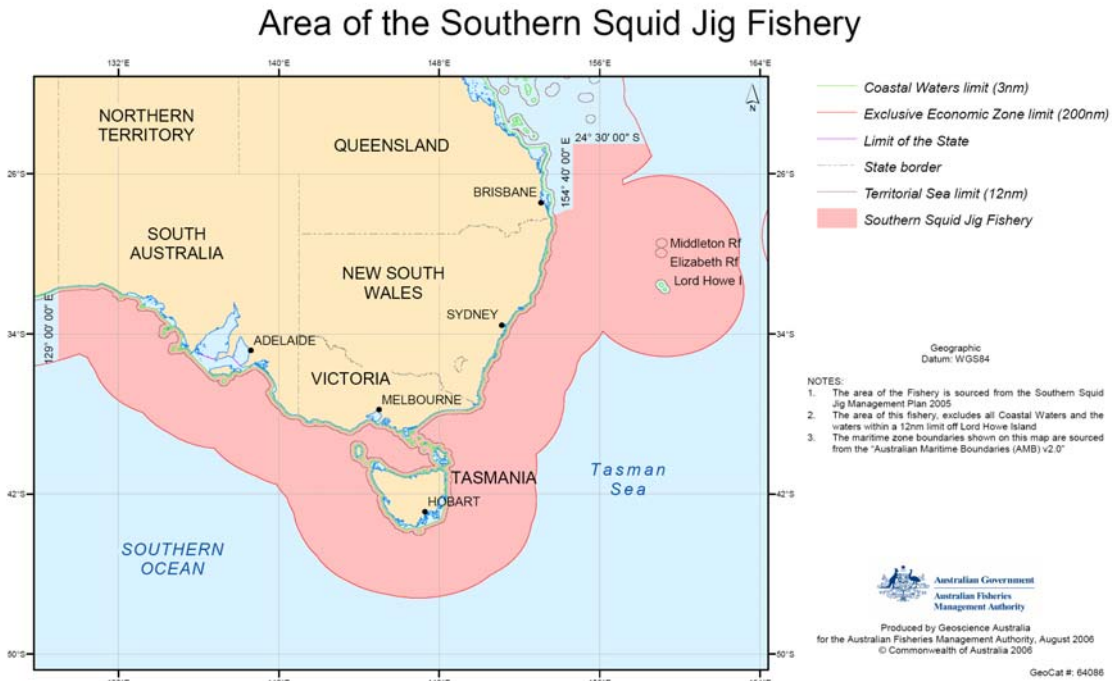 Area of the Southern Squid Jig Fishery
132°E
140°E
148°E
156°E
164°E
NORTHERN
TERRITORY
QUEENSLAND
24° 30' 00" S
154° 40' 00" E
26°S
26°S
BRISBANE
SOUTH
AUSTRALIA
Middleton Rf
Elizabeth Rf
Lord Howe I
NEW SOUTH
WALES
SYDNEY
129° 00' 00" E
34°S
34°S
ADELAIDE
VICTORIA
MELBOURNE
TASMANIA
Tasman
Sea
42°S
42°S
HOBART
SOUTHERN
OCEAN
50°S
50°S
N
Coastal Waters limit (3nm)
Exclusive Economic Zone limit (200nm)
Limit of the State
State border
Territorial Sea limit (12nm)
Southern Squid Jig Fishery
Geographic
Datum: WGS84
NOTES:
1. The area of the Fishery is sourced from the Southern Squid
Jig Management Plan 2005
2. The area of this fishery, excludes all Coastal Waters and the
waters within a 12nm limit off Lord Howe Island
3. The maritime zone boundaries shown on this map are sourced
from the "Australian Maritime Boundaries (AMB) v2.0"
Australian Government
Australian Fisheries
Management Authority
Produced by Geoscience Australia
for the Australian Fisheries Management Authority, August 2006
© Commonwealth of Australia 2006
GeoCat #: 64086